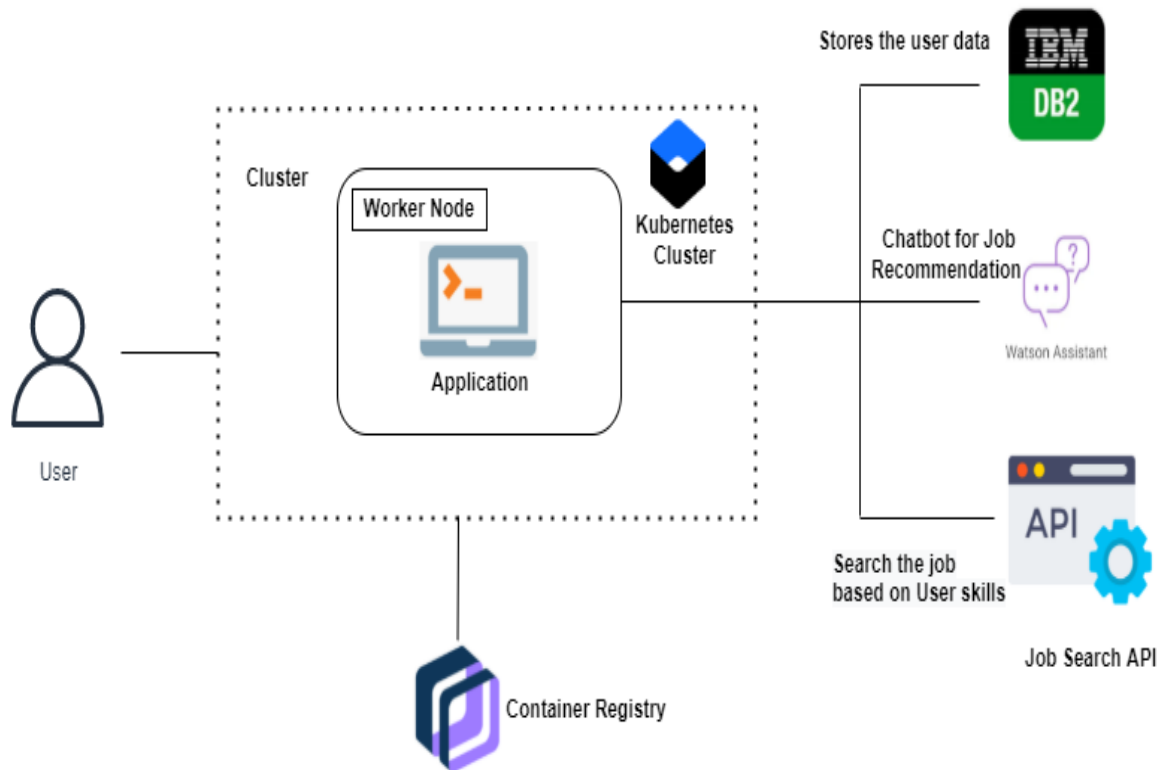 Stores the user data
IBM
DB2
Cluster
Worker Node
Kubernetes
Cluster
Application
Chatbot for Job
Recommendation
?
Watson Assistant
User
API
Search the job
based on User skills
Job Search API
Container Registry